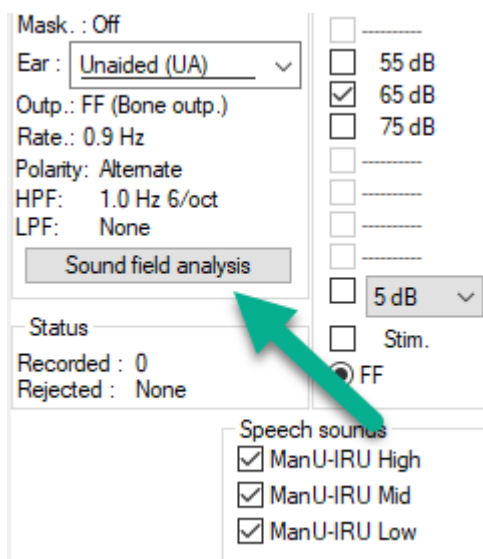 Mask. : Off
Ear : Unaided (UA)
Outp.: FF (Bone outp.)
Rate.: 0.9 Hz
Polarity: Alternate
HPF: 1.0 Hz 6/oct
LPF: None
Sound field analysis
Status
Recorded : 0
Rejected : None
----------
55 dB
65 dB
75 dB
----------
----------
----------
----------
5 dB
Stim.
FF
Speech sounds
ManU-IRU High
ManU-IRU Mid
ManU-IRU Low